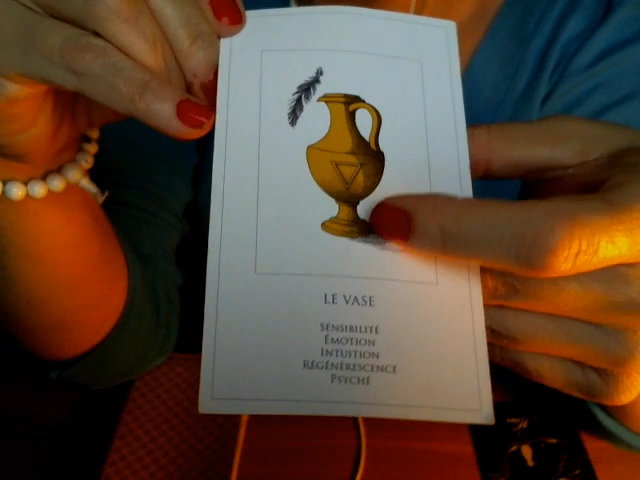 LE VASE
SENSIBILITÉ
ÉMOTION
INTUITION
RÉGÉNÉRESCENCE
PSYCHÉ